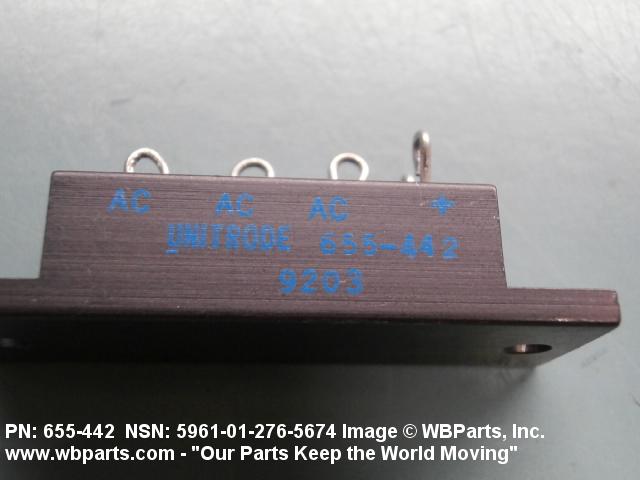 AC AC AC +
UNITRODE 655-442
9203
PN: 655-442 NSN: 5961-01-276-5674 Image © WBParts, Inc.
www.wbparts.com - "Our Parts Keep the World Moving"